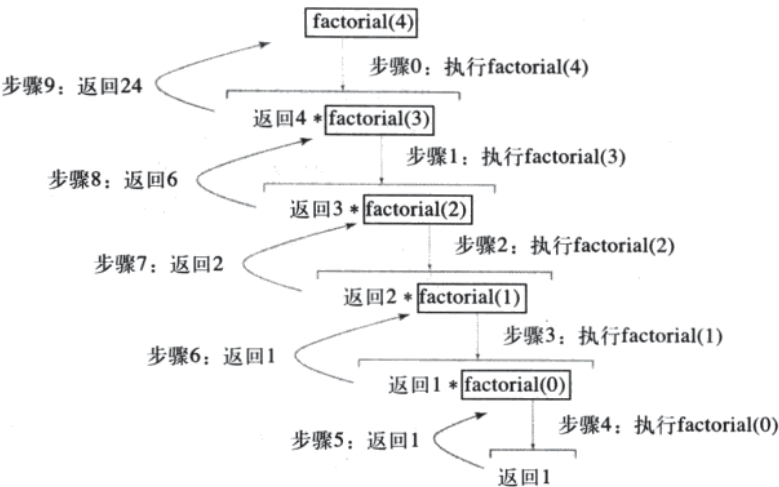 factorial(4)
步骤0：执行factorial(4)
步骤9：返回24
返回4 * factorial(3)
步骤1：执行factorial(3)
步骤8：返回6
返回3 * factorial(2)
步骤2：执行factorial(2)
步骤7：返回2
返回2 * factorial(1)
步骤3：执行factorial(1)
步骤6：返回1
返回1 * factorial(0)
步骤4：执行factorial(0)
步骤5：返回1
返回1